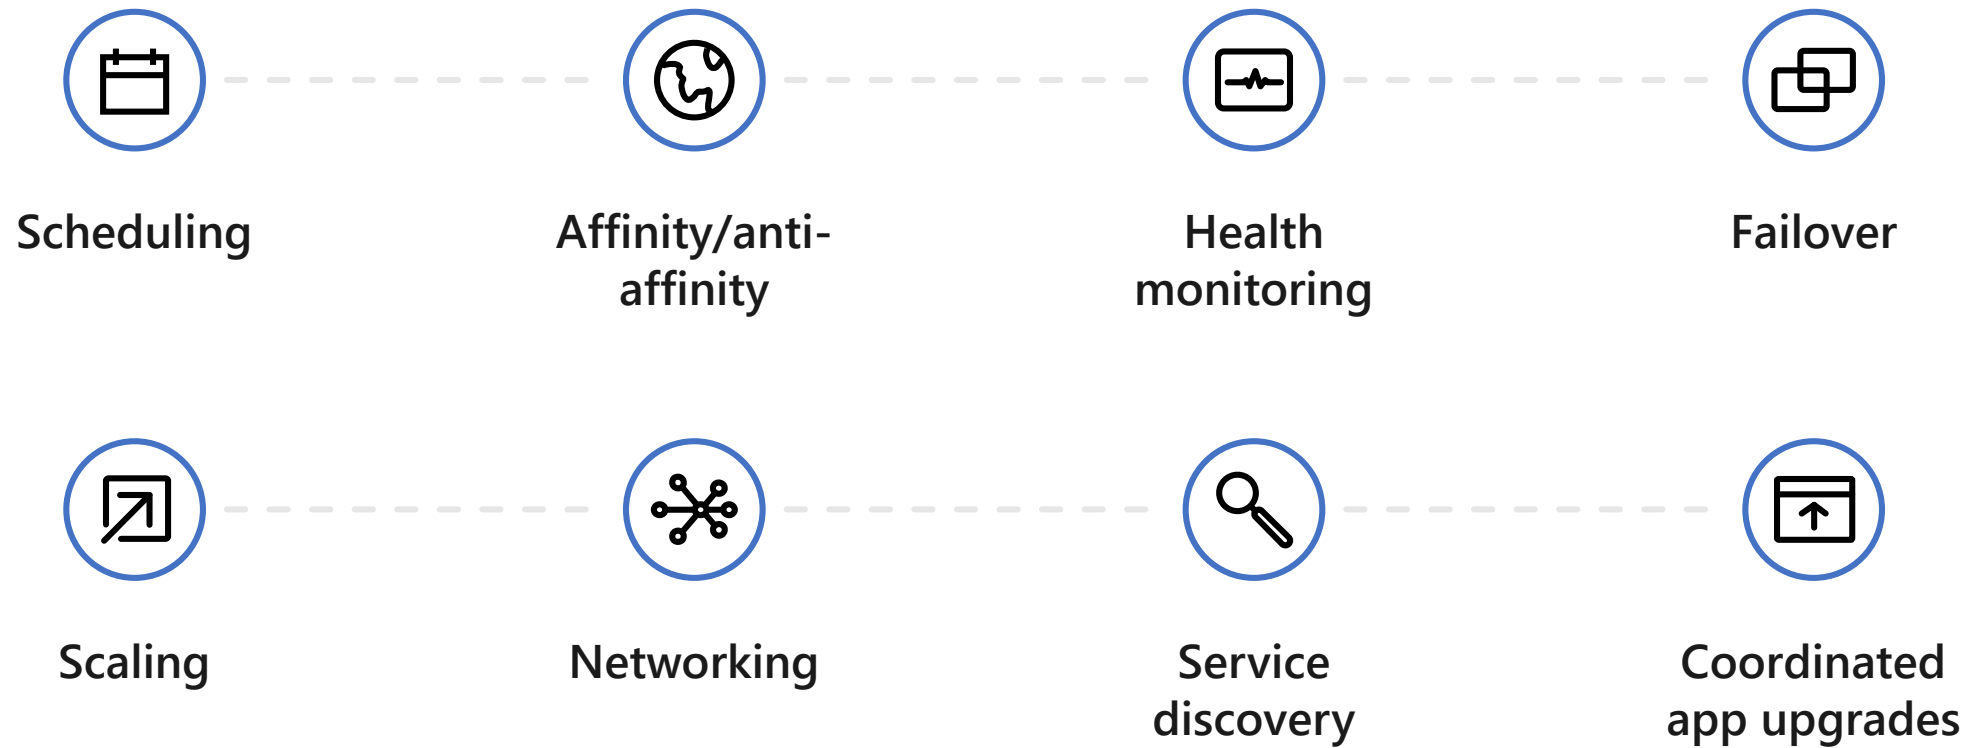 Scheduling
Affinity/anti-
affinity
Health
monitoring
Failover
Scaling
Networking
Service
discovery
Coordinated
app upgrades